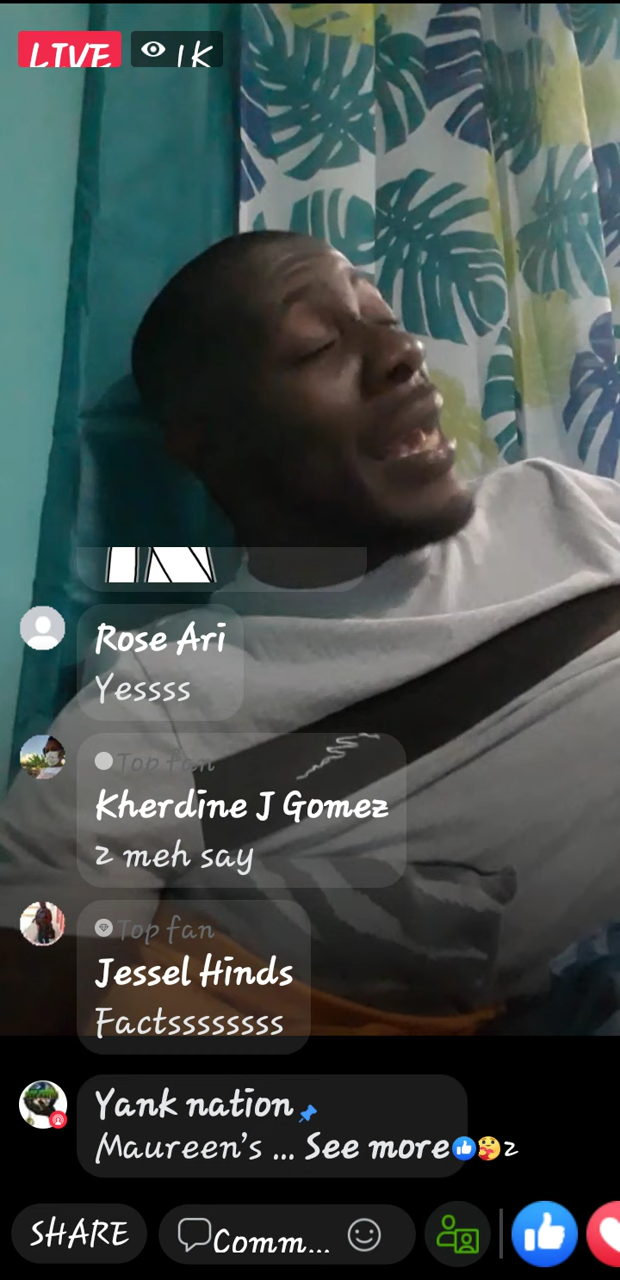 LIVE 1K
Rose Ari
Yessss
Top fan
Kherdine J Gomez
2 meh say
Top fan
Jessel Hinds
Factssssssss
Yank nation
Maureen's ... See more 2
SHARE Comm...